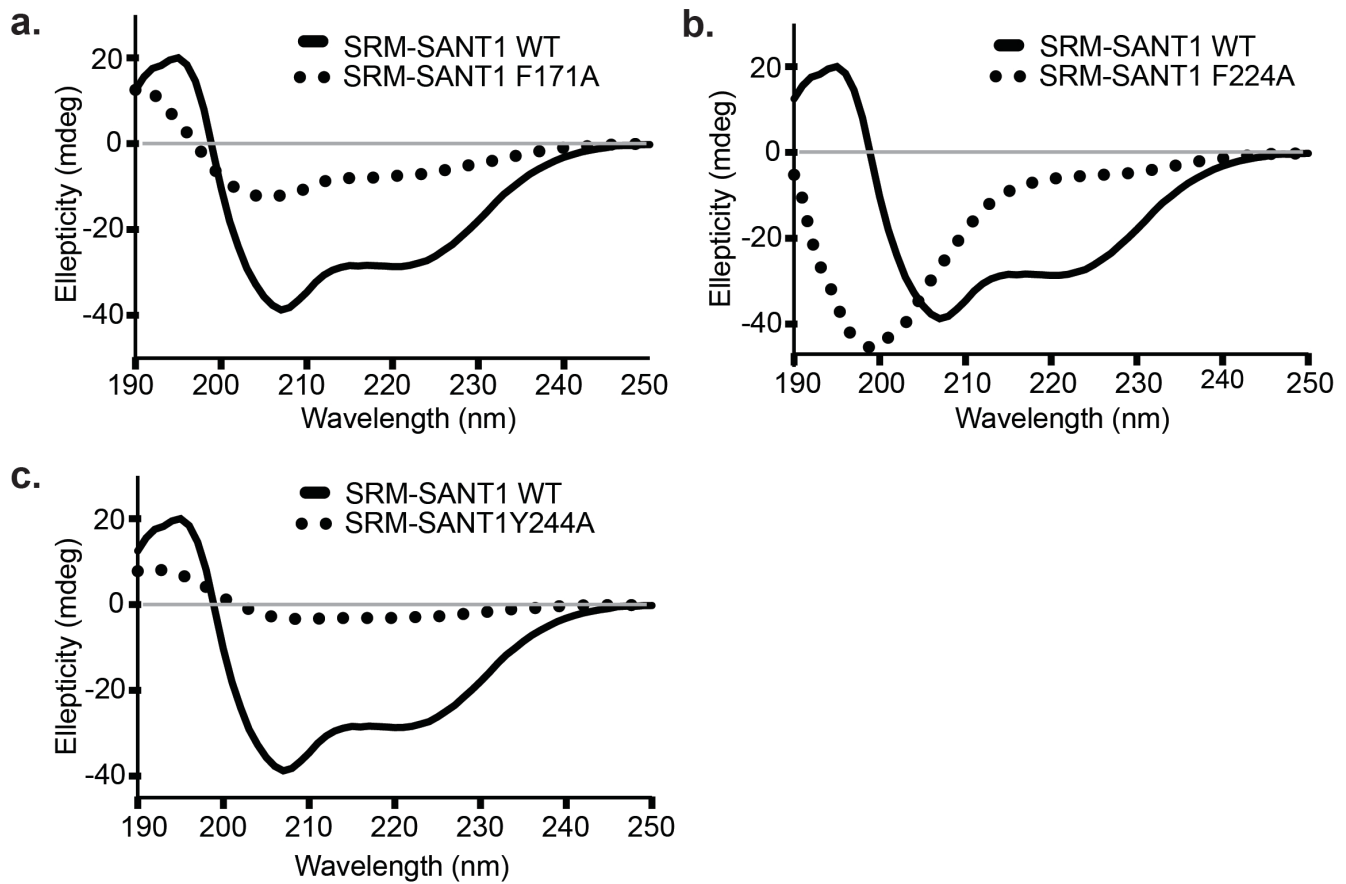 a.
SRM-SANT1 WT
SRM-SANT1 F171A
Ellepticity (mdeg)
20
0
-20
-40
190 200 210 220 230 240 250
Wavelength (nm)
b.
SRM-SANT1 WT
SRM-SANT1 F224A
Ellepticity (mdeg)
20
0
-20
-40
190 200 210 220 230 240 250
Wavelength (nm)
c.
SRM-SANT1 WT
SRM-SANT1Y244A
Ellepticity (mdeg)
20
0
-20
-40
190 200 210 220 230 240 250
Wavelength (nm)